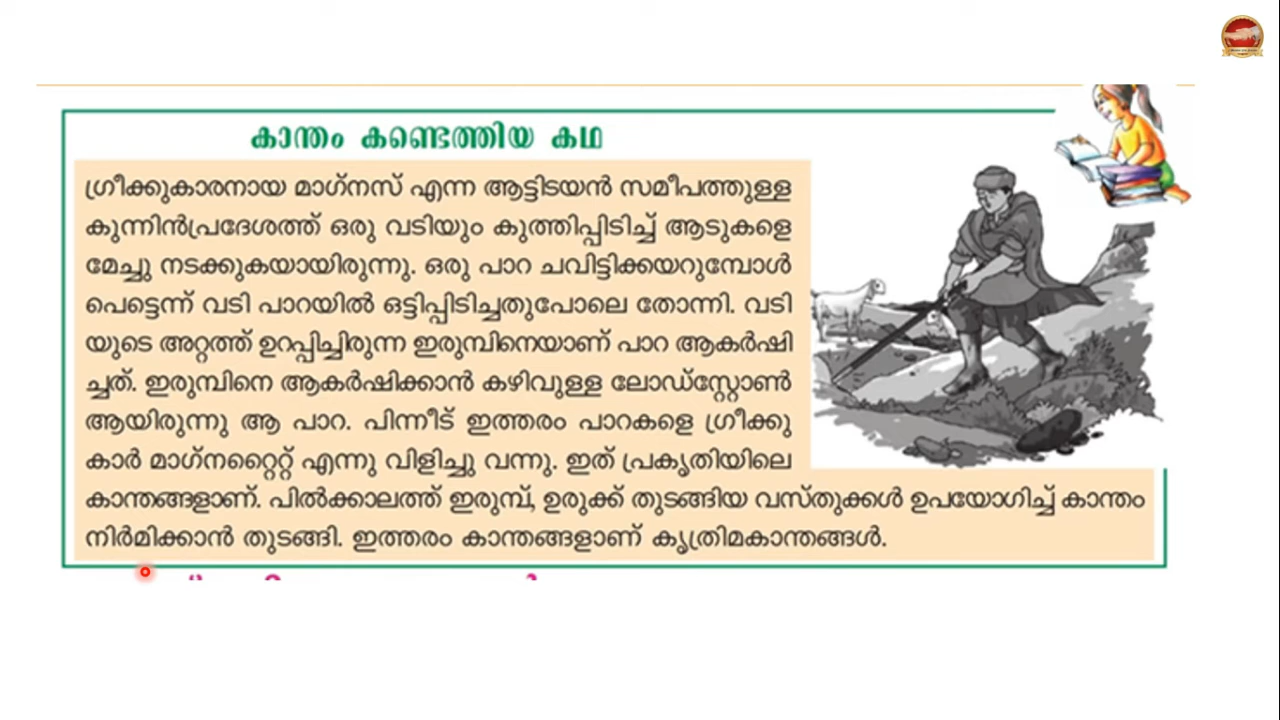 കാന്തം കണ്ടെത്തിയ കഥ
ഗ്രീക്കുകാരനായ മാഗ്നസ് എന്ന ആട്ടിടയൻ സമീപത്തുള്ള
കുന്നിൻപ്രദേശത്ത് ഒരു വടിയും കുത്തിപ്പിടിച്ച് ആടുകളെ
മേച്ചു നടക്കുകയായിരുന്നു. ഒരു പാറ ചവിട്ടിക്കയറുമ്പോൾ
പെട്ടെന്ന് വടി പാറയിൽ ഒട്ടിപ്പിടിച്ചതുപോലെ തോന്നി. വടി
യുടെ അറ്റത്ത് ഉറപ്പിച്ചിരുന്ന ഇരുമ്പിനെയാണ് പാറ ആകർഷി
ച്ചത്. ഇരുമ്പിനെ ആകർഷിക്കാൻ കഴിവുള്ള ലോഡ്സ്റ്റോൺ
ആയിരുന്നു ആ പാറ. പിന്നീട് ഇത്തരം പാറകളെ ഗ്രീക്കു
കാർ മാഗ്നറ്റൈറ്റ് എന്നു വിളിച്ചു വന്നു. ഇത് പ്രകൃതിയിലെ
കാന്തങ്ങളാണ്. പിൽക്കാലത്ത് ഇരുമ്പ്, ഉരുക്ക് തുടങ്ങിയ വസ്തുക്കൾ ഉപയോഗിച്ച് കാന്തം
നിർമിക്കാൻ തുടങ്ങി. ഇത്തരം കാന്തങ്ങളാണ് കൃത്രിമകാന്തങ്ങൾ.